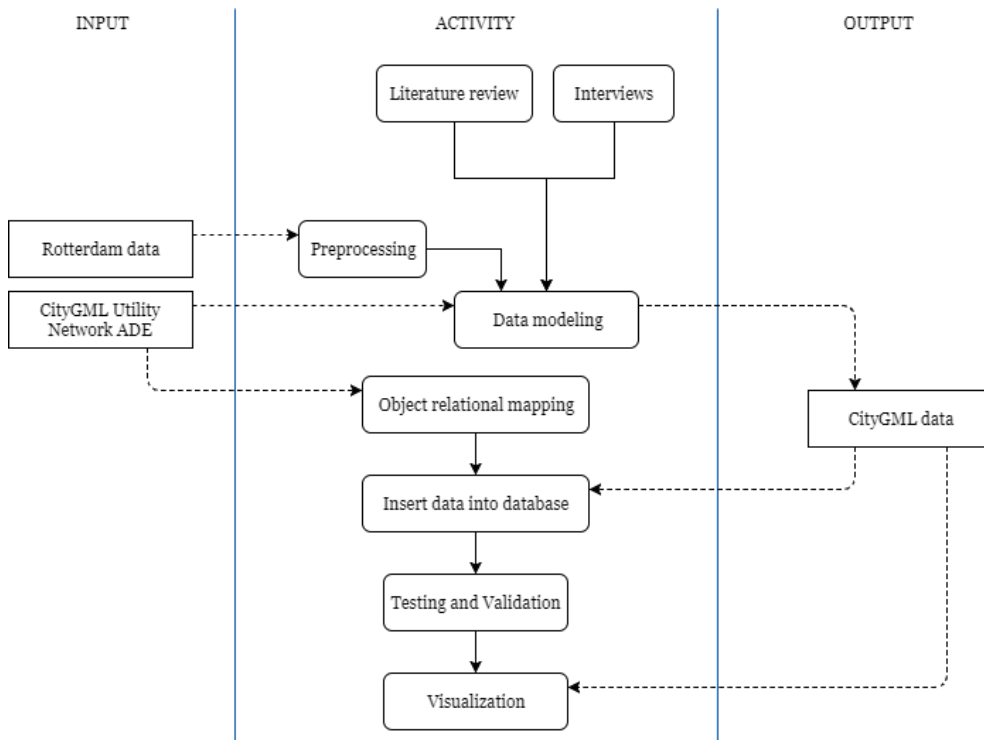 INPUT
ACTIVITY
OUTPUT
Literature review
Interviews
Rotterdam data
Preprocessing
CityGML Utility
Network ADE
Data modeling
Object relational mapping
CityGML data
Insert data into database
Testing and Validation
Visualization